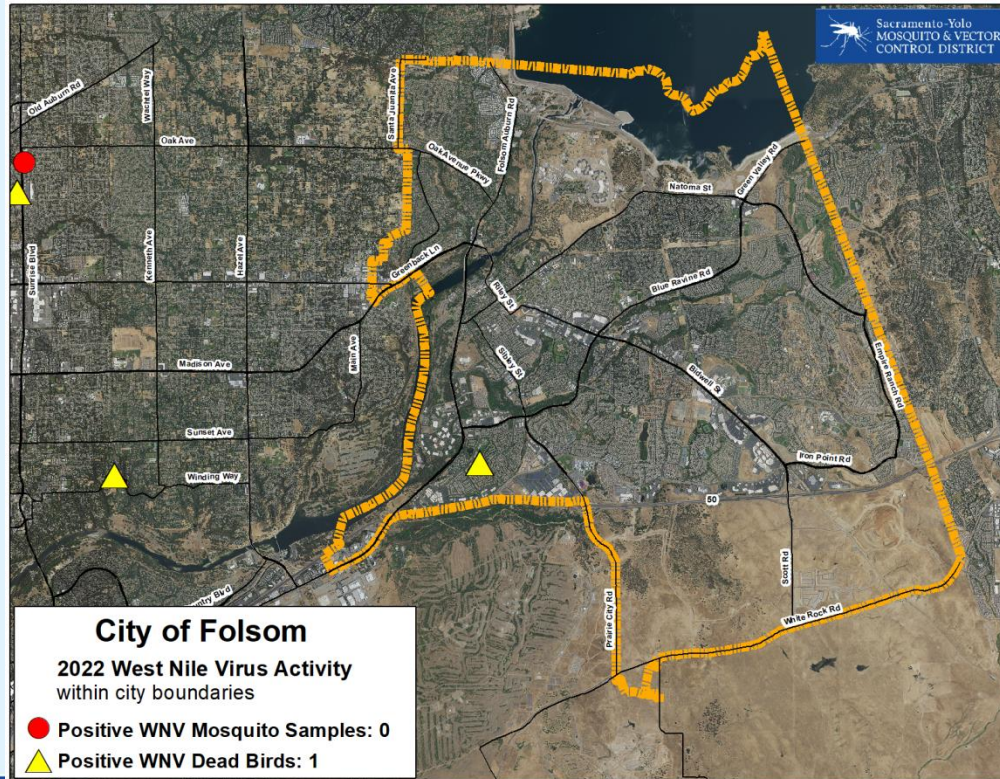 Sacramento-Yolo
MOSQUITO & VECTOR
CONTROL DISTRICT
Old Auburn Rd
Wachtel Way
Santa Juanita Ave
Folsom Auburn Rd
Oak Ave
Oak Avenue Pkwy
Natoma St
Green Valley Rd
Sunrise Blvd
Kenneth Ave
Hazel Ave
Greenback Ln
Riley St
Blue Ravine Rd
Madison Ave
Main Ave
Sibley St
Bidwell St
Empire Ranch Rd
Sunset Ave
Iron Point Rd
Winding Way
50
Scott Rd
ntry Blvd
Prairie City Rd
White Rock Rd
City of Folsom
2022 West Nile Virus Activity
within city boundaries
Positive WNV Mosquito Samples: 0
Positive WNV Dead Birds: 1